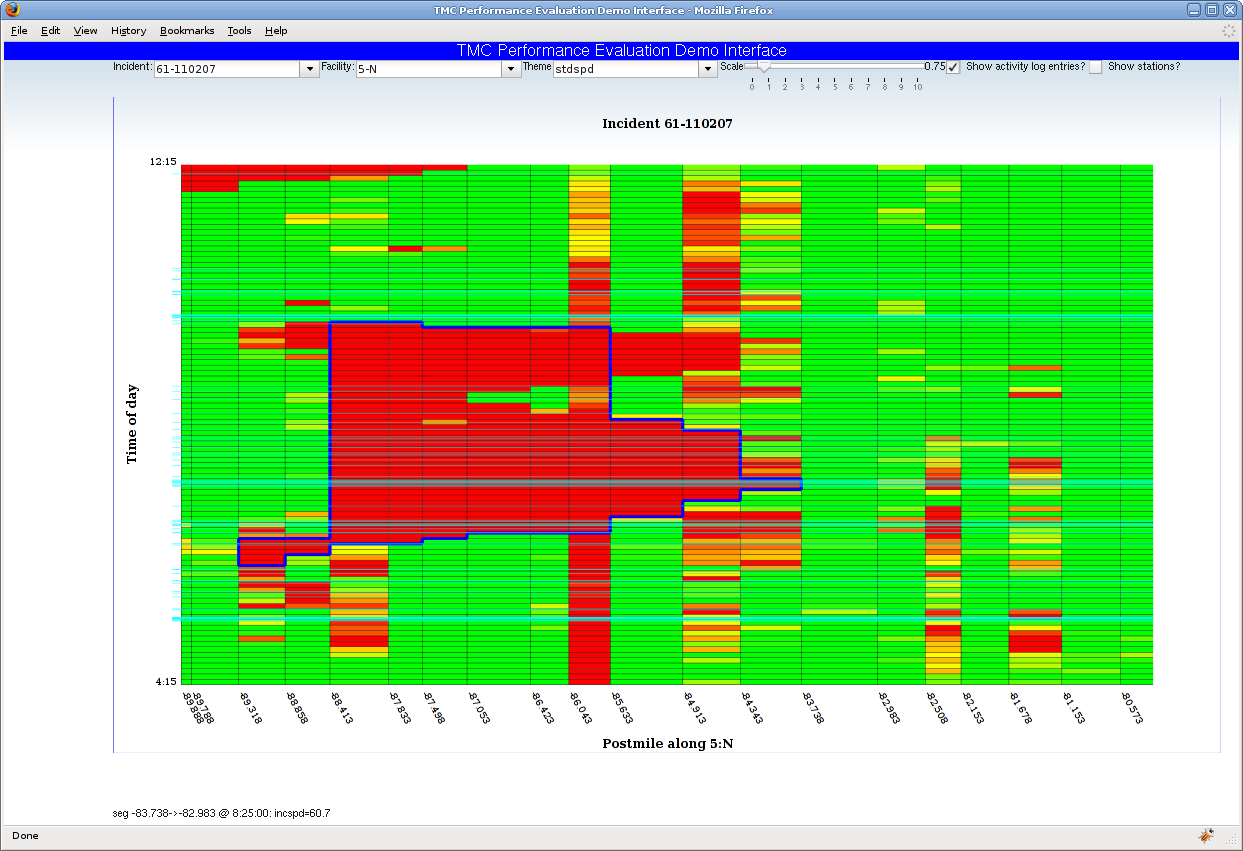 TMC Performance Evaluation Demo Interface - Mozilla Firefox
File Edit View History Bookmarks Tools Help
TMC Performance Evaluation Demo Interface
Incident: 61-110207 Facility: 5-N Theme stdspd Scale 0.75 Show activity log entries? Show stations?
0 1 2 3 4 5 6 7 8 9 10
Incident 61-110207
12:15
Time of day
4:15
-89.888 -89.788 -89.318 -88.858 -88.413 -87.833 -87.498 -87.053 -86.423 -86.043 -85.633 -84.913 -84.343 -83.738 -82.983 -82.508 -82.153 -81.678 -81.153 -80.573
Postmile along 5:N
seg -83.738->-82.983 @ 8:25:00: incspd=60.7
Done